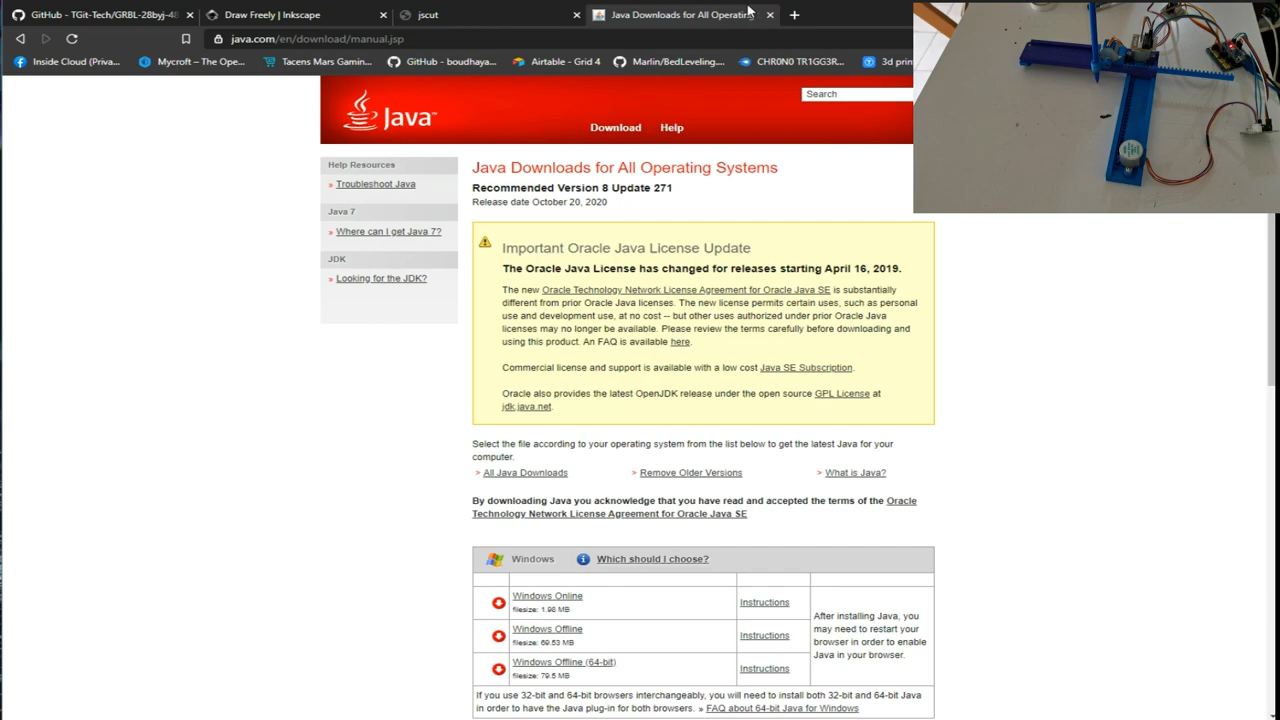 GitHub - TGit-Tech/GRBL-28byj-48
Draw Freely | Inkscape
jscut
Java Downloads for All Operating
java.com/en/download/manual.jsp
Inside Cloud (Priva...
Mycroft – The Ope...
Tacens Mars Gamin...
GitHub - boudhaya...
Airtable - Grid 4
Marlin/BedLeveling....
CHR0N0 TR1GG3R...
3d prin
Java
Search
Download
Help
Help Resources
» Troubleshoot Java
Java 7
» Where can I get Java 7?
JDK
» Looking for the JDK?
Java Downloads for All Operating Systems
Recommended Version 8 Update 271
Release date October 20, 2020
Important Oracle Java License Update
The Oracle Java License has changed for releases starting April 16, 2019.
The new Oracle Technology Network License Agreement for Oracle Java SE is substantially
different from prior Oracle Java licenses. The new license permits certain uses, such as personal
use and development use, at no cost -- but other uses authorized under prior Oracle Java
licenses may no longer be available. Please review the terms carefully before downloading and
using this product. An FAQ is available here.
Commercial license and support is available with a low cost Java SE Subscription.
Oracle also provides the latest OpenJDK release under the open source GPL License at
jdk.java.net.
Select the file according to your operating system from the list below to get the latest Java for your
computer.
> All Java Downloads
> Remove Older Versions
> What is Java?
By downloading Java you acknowledge that you have read and accepted the terms of the Oracle
Technology Network License Agreement for Oracle Java SE
Windows
Which should I choose?
Windows Online
filesize: 1.98 MB
Instructions
Windows Offline
filesize: 69.53 MB
Instructions
Windows Offline (64-bit)
filesize: 79.5 MB
Instructions
After installing Java, you
may need to restart your
browser in order to enable
Java in your browser.
If you use 32-bit and 64-bit browsers interchangeably, you will need to install both 32-bit and 64-bit Java
in order to have the Java plug-in for both browsers. » FAQ about 64-bit Java for Windows